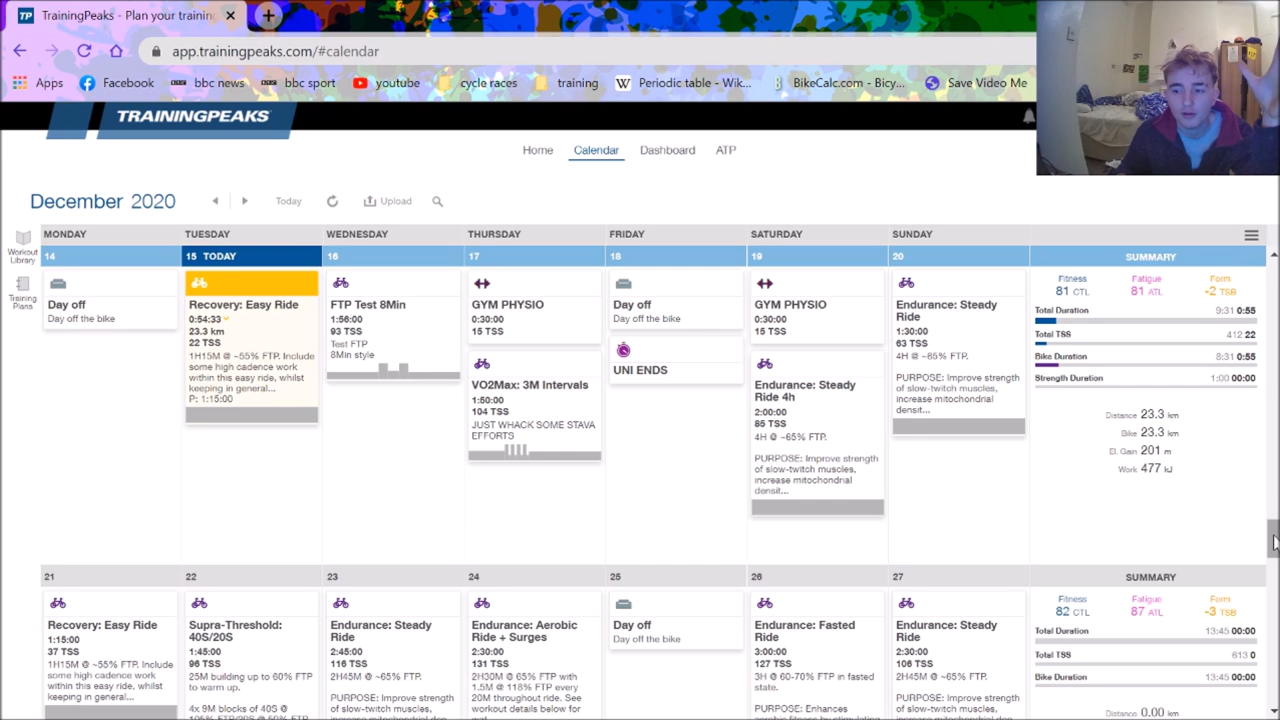 TrainingPeaks - Plan your training
app.trainingpeaks.com/#calendar
Apps Facebook bbc news bbc sport youtube cycle races training Periodic table - Wik... BikeCalc.com - Bicy... Save Video Me
TRAININGPEAKS
Home Calendar Dashboard ATP
December 2020 Today Upload
Workout Library
Training Plans
MONDAY TUESDAY WEDNESDAY THURSDAY FRIDAY SATURDAY SUNDAY
14 15 TODAY 16 17 18 19 20 SUMMARY
Day off
Day off the bike
Recovery: Easy Ride
0:54:33
23.3 km
22 TSS
1H15M @ ~55% FTP. Include
some high cadence work
within this easy ride, whilst
keeping in general...
P: 1:15:00
FTP Test 8Min
1:56:00
93 TSS
Test FTP
8Min style
GYM PHYSIO
0:30:00
15 TSS
VO2Max: 3M Intervals
1:50:00
104 TSS
JUST WHACK SOME STAVA
EFFORTS
Day off
Day off the bike
UNI ENDS
GYM PHYSIO
0:30:00
15 TSS
Endurance: Steady
Ride 4h
2:00:00
85 TSS
4H @ ~65% FTP.
PURPOSE: Improve strength
of slow-twitch muscles,
increase mitochondrial
densit...
Endurance: Steady
Ride
1:30:00
63 TSS
4H @ ~65% FTP.
PURPOSE: Improve strength
of slow-twitch muscles,
increase mitochondrial
densit...
Fitness Fatigue Form
81 CTL 81 ATL -2 TSB
Total Duration 9:31 0:55
Total TSS 412 22
Bike Duration 8:31 0:55
Strength Duration 1:00 00:00
Distance 23.3 km
Bike 23.3 km
El. Gain 201 m
Work 477 kJ
21 22 23 24 25 26 27 SUMMARY
Recovery: Easy Ride
1:15:00
37 TSS
1H15M @ ~55% FTP. Include
some high cadence work
within this easy ride, whilst
keeping in general...
Supra-Threshold:
40S/20S
1:45:00
96 TSS
25M building up to 60% FTP
to warm up.
4x 9M blocks of 40S @
Endurance: Steady
Ride
2:45:00
116 TSS
2H45M @ ~65% FTP.
PURPOSE: Improve strength
of slow-twitch muscles,
Endurance: Aerobic
Ride + Surges
2:30:00
131 TSS
2H30M @ 65% FTP with
1.5M @ 118% FTP every
20M throughout ride. See
workout details below for
Day off
Day off the bike
Endurance: Fasted
Ride
3:00:00
127 TSS
3H @ 60-70% FTP in fasted
state.
PURPOSE: Enhances
Endurance: Steady
Ride
2:30:00
106 TSS
2H45M @ ~65% FTP.
PURPOSE: Improve strength
of slow-twitch muscles,
Fitness Fatigue Form
82 CTL 87 ATL -3 TSB
Total Duration 13:45 00:00
Total TSS 613 0
Bike Duration 13:45 00:00
Distance 0.00 km